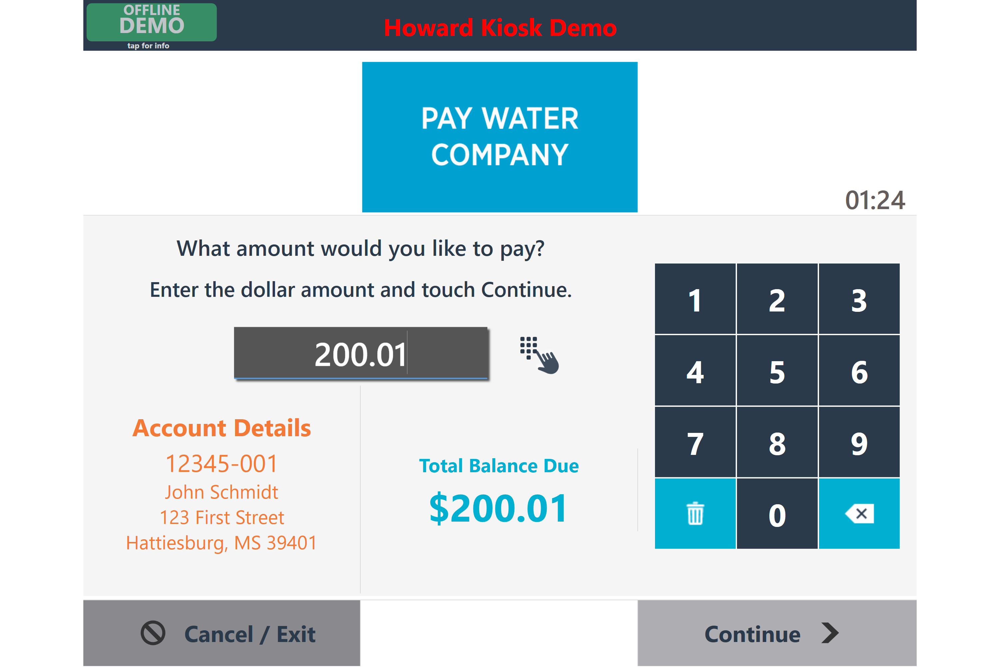 OFFLINE
DEMO
tap for info
Howard Kiosk Demo
PAY WATER
COMPANY
01:24
What amount would you like to pay?
Enter the dollar amount and touch Continue.
200.01
Account Details
12345-001
John Schmidt
123 First Street
Hattiesburg, MS 39401
Total Balance Due
$200.01
1 2 3
4 5 6
7 8 9
0
Cancel / Exit
Continue